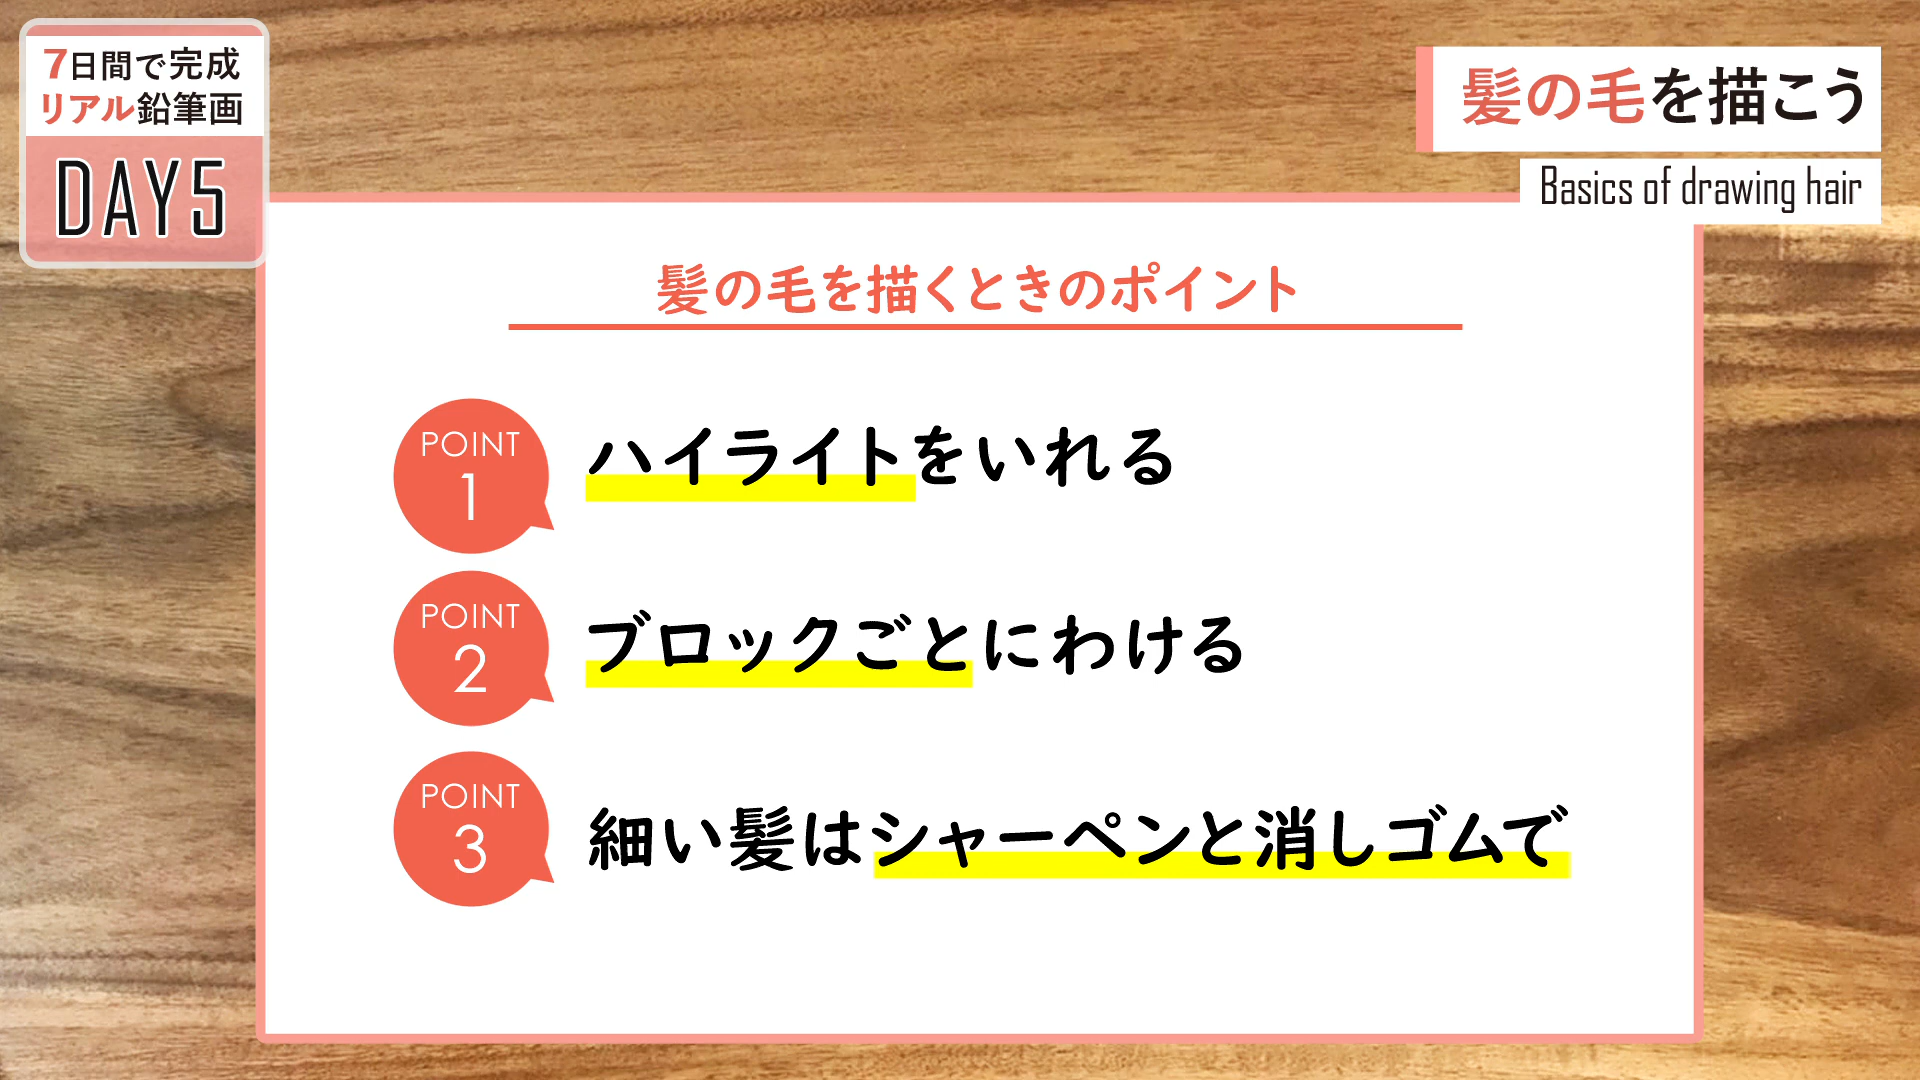 7日間で完成
リアル鉛筆画
DAY5
髪の毛を描こう
Basics of drawing hair
髪の毛を描くときのポイント
POINT
1
ハイライトをいれる
POINT
2
ブロックごとにわける
POINT
3
細い髪はシャーペンと消しゴムで